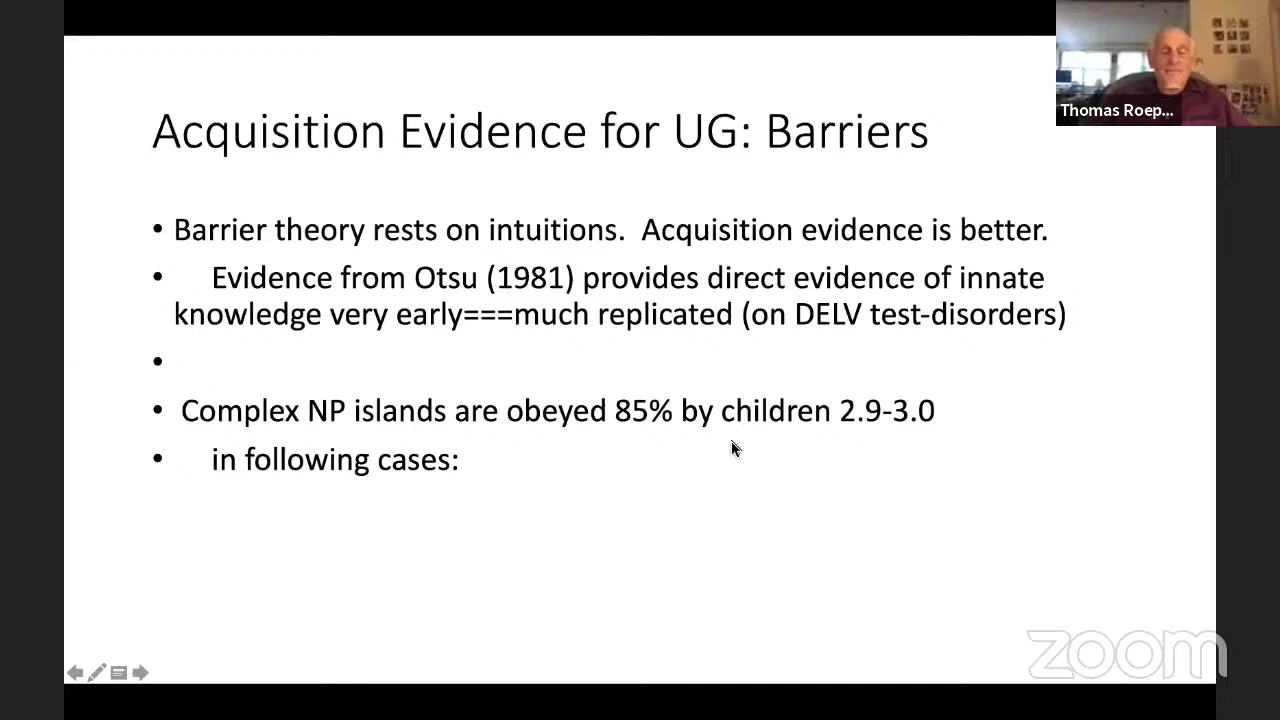 Thomas Roep...
Acquisition Evidence for UG: Barriers
• Barrier theory rests on intuitions.  Acquisition evidence is better.
•     Evidence from Otsu (1981) provides direct evidence of innate
knowledge very early===much replicated (on DELV test-disorders)
•
• Complex NP islands are obeyed 85% by children 2.9-3.0
•     in following cases:
zoom